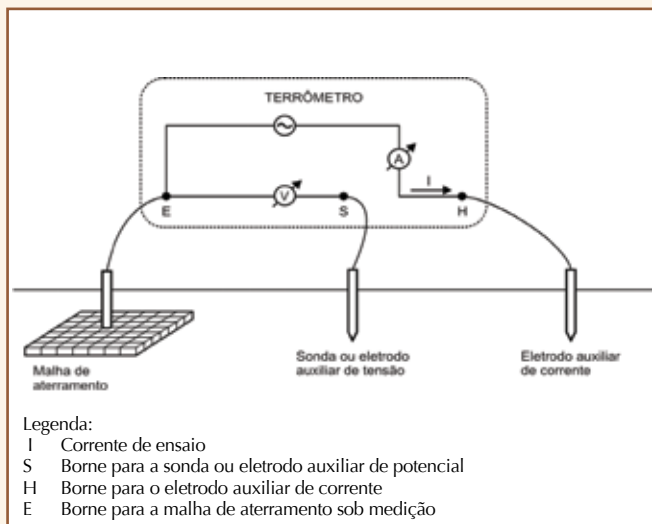 TERRÔMETRO
A
I
V
E
S
H
Malha de
aterramento
Sonda ou eletrodo
auxiliar de tensão
Eletrodo auxiliar
de corrente
Legenda:
I Corrente de ensaio
S Borne para a sonda ou eletrodo auxiliar de potencial
H Borne para o eletrodo auxiliar de corrente
E Borne para a malha de aterramento sob medição